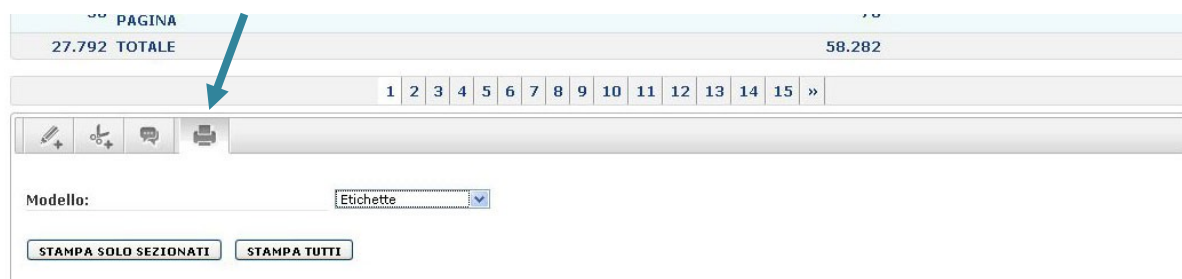 PAGINA
27.792 TOTALE 58.282
1 2 3 4 5 6 7 8 9 10 11 12 13 14 15 »
Modello: Etichette
STAMPA SOLO SEZIONATI STAMPA TUTTI